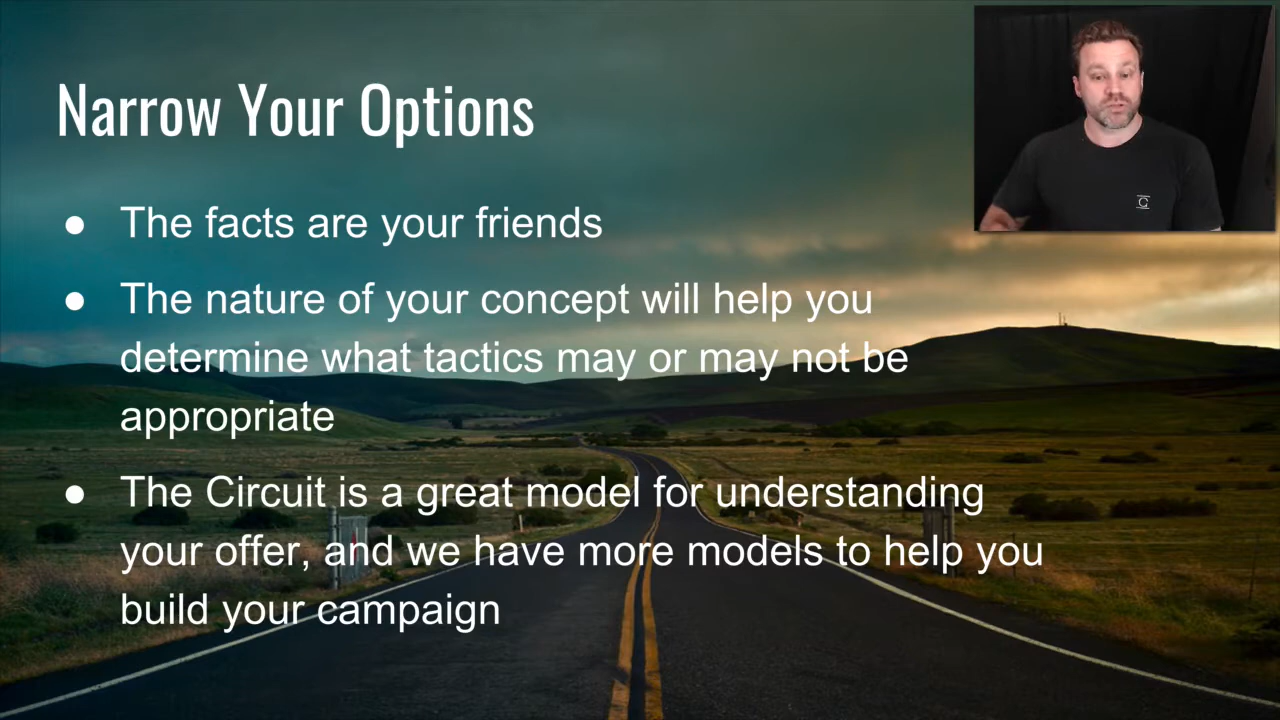 Narrow Your Options
● The facts are your friends
● The nature of your concept will help you
determine what tactics may or may not be
appropriate
● The Circuit is a great model for understanding
your offer, and we have more models to help you
build your campaign